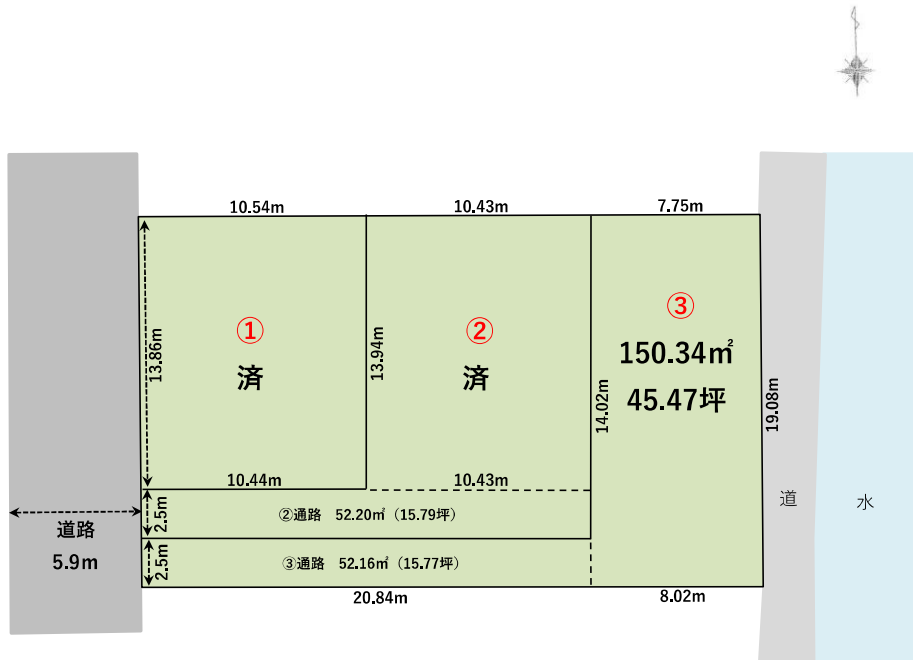 10.54m
10.43m
7.75m
①
済
②
済
③
150.34㎡
45.47坪
13.86m
13.94m
14.02m
19.08m
10.44m
10.43m
2.5m
②通路 52.20㎡（15.79坪）
2.5m
③通路 52.16㎡（15.77坪）
道路
5.9m
道
水
20.84m
8.02m